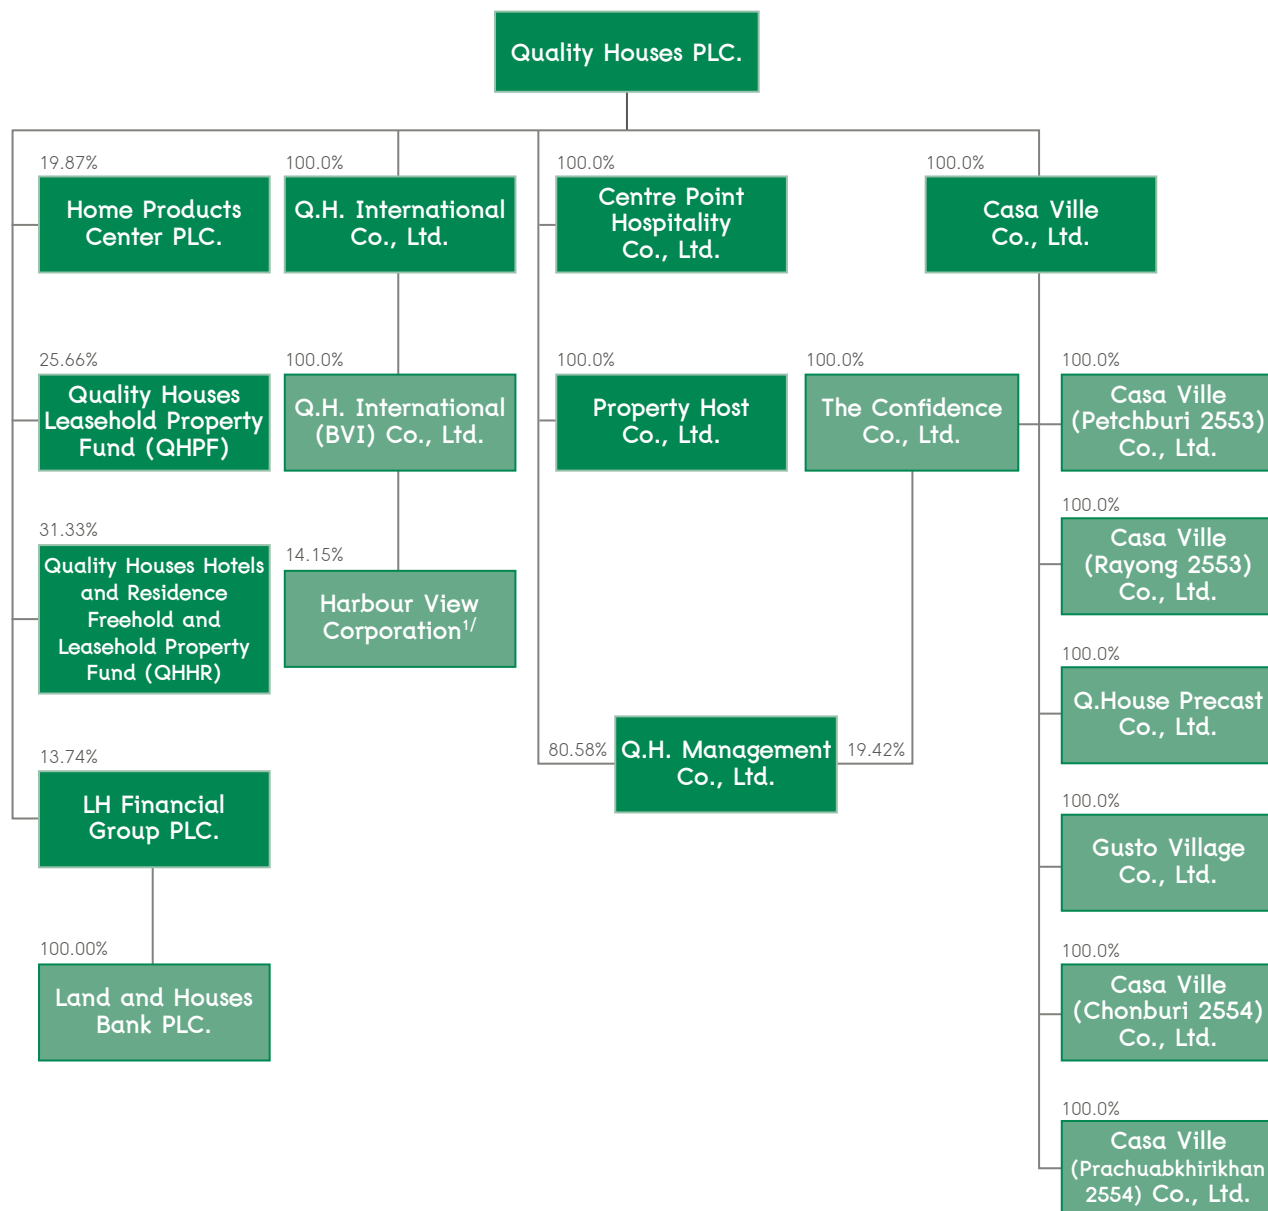 Quality Houses PLC.
19.87%
Home Products
Center PLC.
100.0%
Q.H. International
Co., Ltd.
100.0%
Centre Point
Hospitality
Co., Ltd.
100.0%
Casa Ville
Co., Ltd.
25.66%
Quality Houses
Leasehold Property
Fund (QHPF)
100.0%
Q.H. International
(BVI) Co., Ltd.
100.0%
Property Host
Co., Ltd.
100.0%
The Confidence
Co., Ltd.
100.0%
Casa Ville
(Petchburi 2553)
Co., Ltd.
31.33%
Quality Houses Hotels
and Residence
Freehold and
Leasehold Property
Fund (QHHR)
14.15%
Harbour View
Corporation¹/
100.0%
Casa Ville
(Rayong 2553)
Co., Ltd.
100.0%
Q.House Precast
Co., Ltd.
80.58%
Q.H. Management
Co., Ltd.
19.42%
13.74%
LH Financial
Group PLC.
100.0%
Gusto Village
Co., Ltd.
100.00%
Land and Houses
Bank PLC.
100.0%
Casa Ville
(Chonburi 2554)
Co., Ltd.
100.0%
Casa Ville
(Prachuabkhirikhan
2554) Co., Ltd.